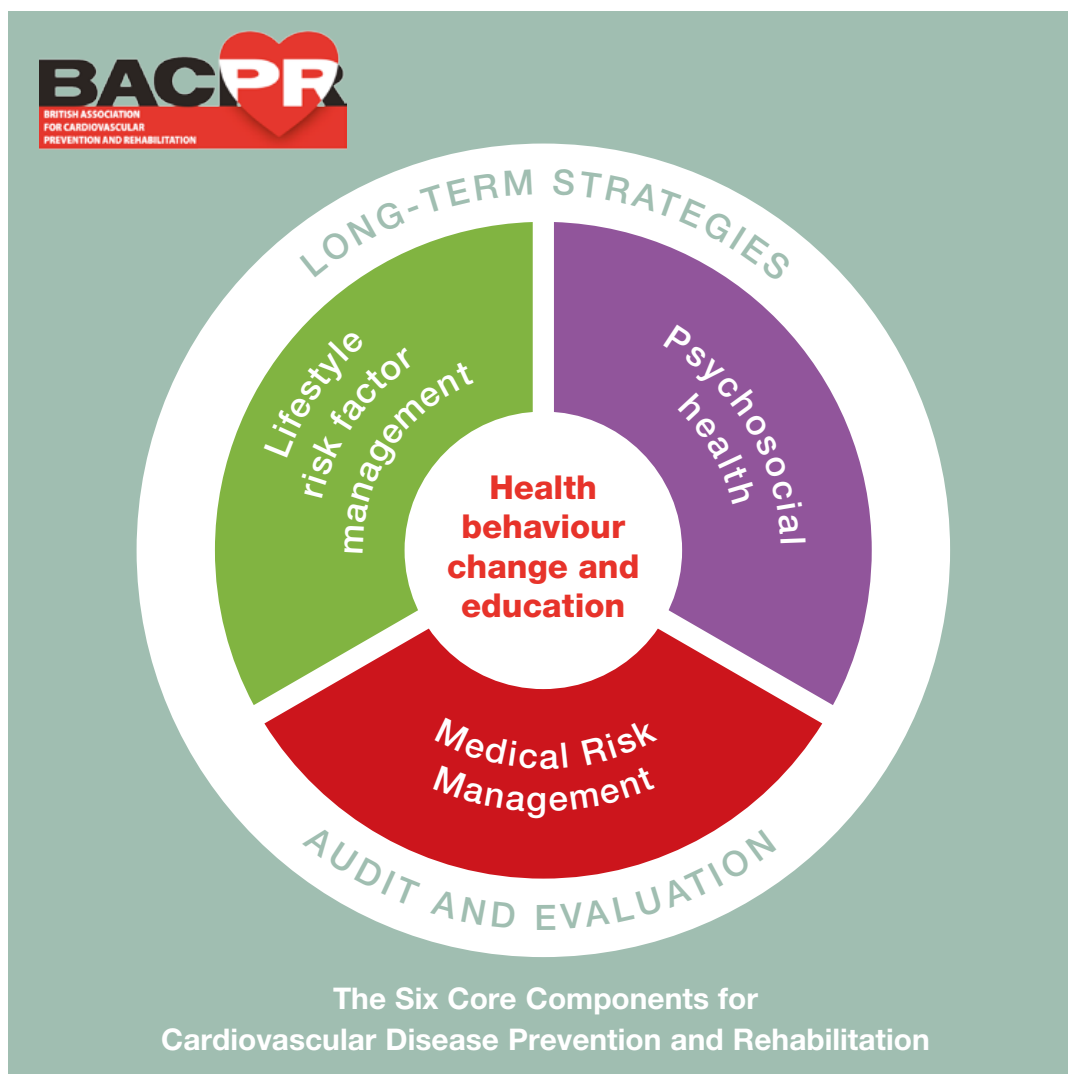 BACPR
BRITISH ASSOCIATION
FOR CARDIOVASCULAR
PREVENTION AND REHABILITATION
LONG-TERM STRATEGIES
Lifestyle
risk factor
management
Psychosocial
health
Health
behaviour
change and
education
Medical Risk
Management
AUDIT AND EVALUATION
The Six Core Components for
Cardiovascular Disease Prevention and Rehabilitation